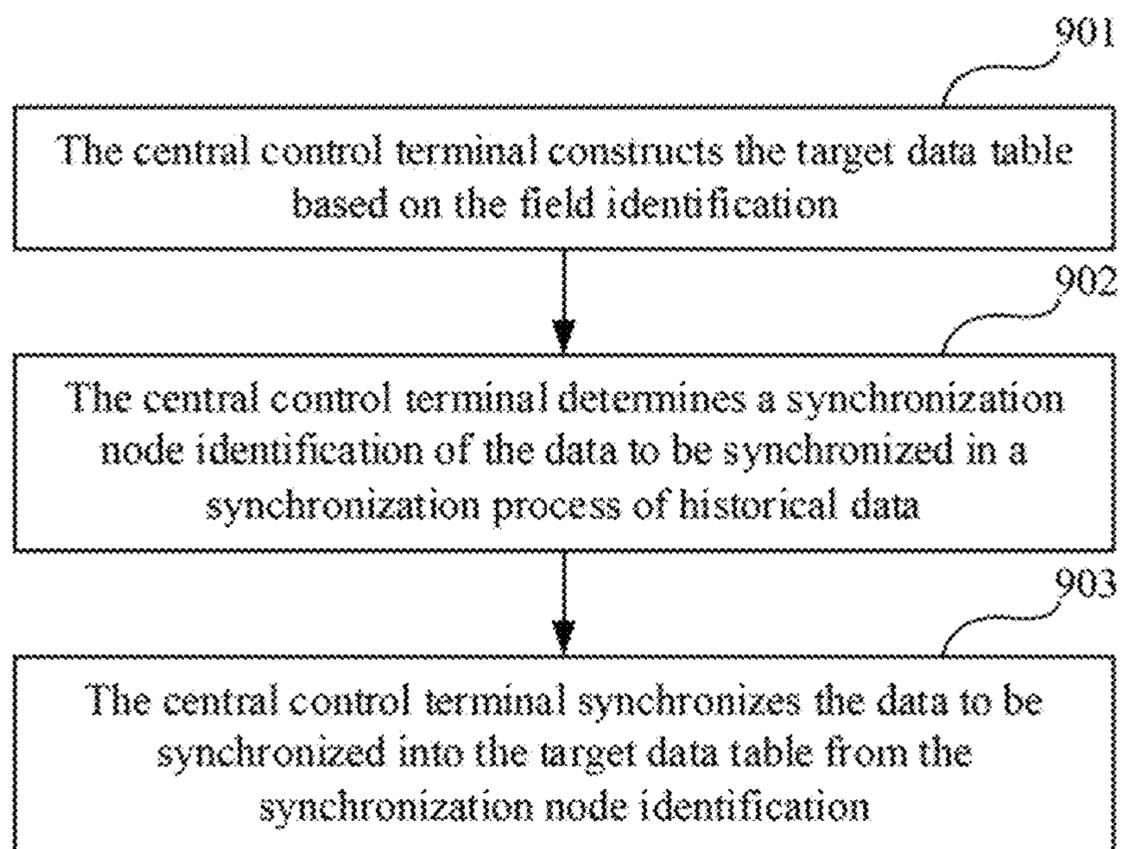 901
The central control terminal constructs the target data table
based on the field identification
902
The central control terminal determines a synchronization
node identification of the data to be synchronized in a
synchronization process of historical data
903
The central control terminal synchronizes the data to be
synchronized into the target data table from the
synchronization node identification